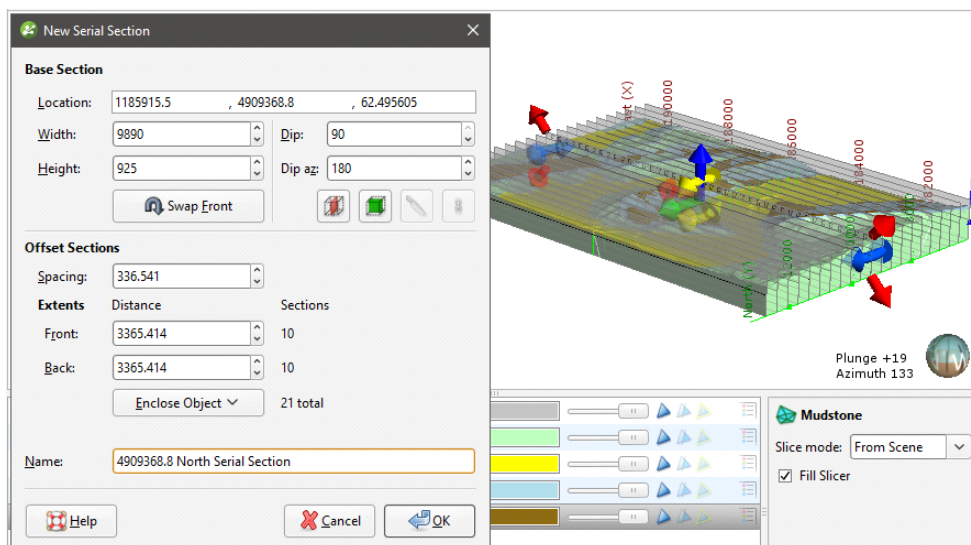 New Serial Section
Base Section
Location: 1185915.5 , 4909368.8 , 62.495605
Width: 9890 Dip: 90
Height: 925 Dip az: 180
Swap Front
Offset Sections
Spacing: 336.541
Extents Distance Sections
Front: 3365.414 10
Back: 3365.414 10
Enclose Object 21 total
Name: 4909368.8 North Serial Section
Help Cancel OK
190000
188000
184000
182000
North (Y)
Plunge +19
Azimuth 133
Mudstone
Slice mode: From Scene
Fill Slicer